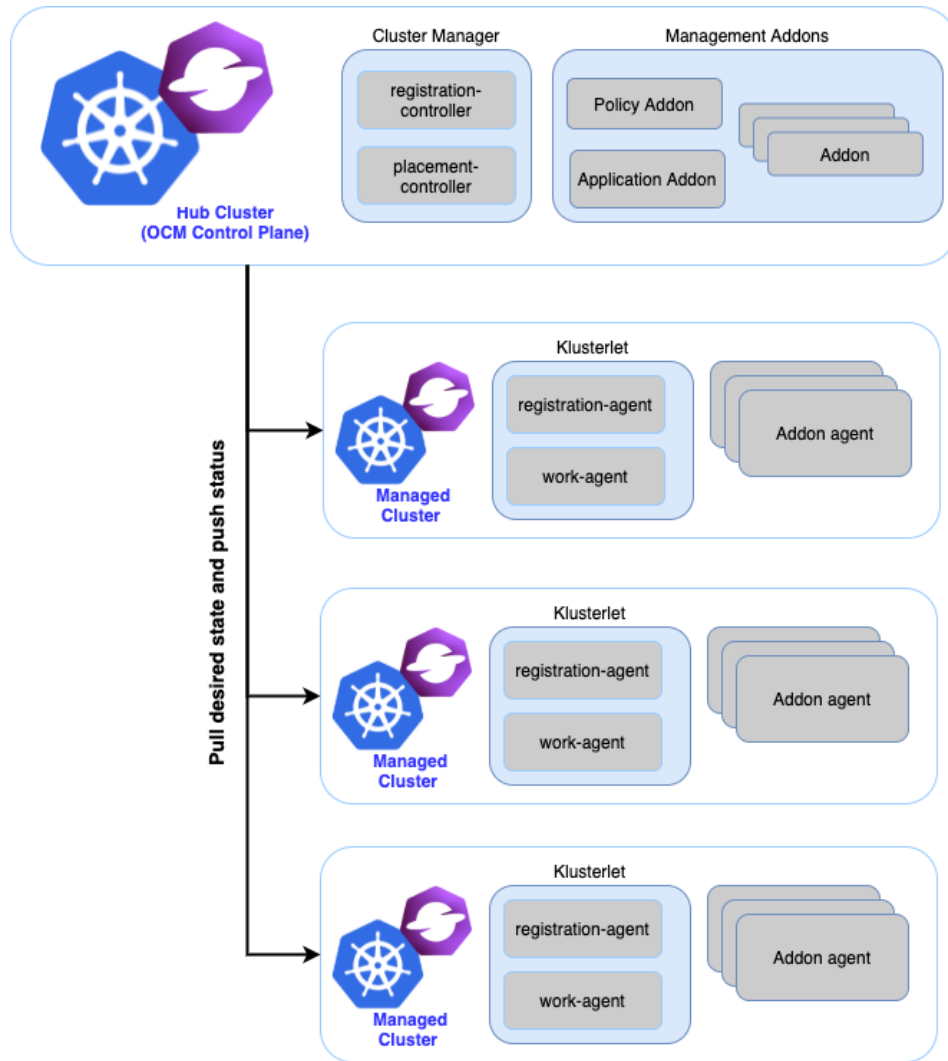 Cluster Manager
Management Addons
registration-
controller
placement-
controller
Policy Addon
Application Addon
Addon
Hub Cluster
(OCM Control Plane)
Pull desired state and push status
Klusterlet
registration-agent
work-agent
Addon agent
Managed
Cluster
Klusterlet
registration-agent
work-agent
Addon agent
Managed
Cluster
Klusterlet
registration-agent
work-agent
Addon agent
Managed
Cluster